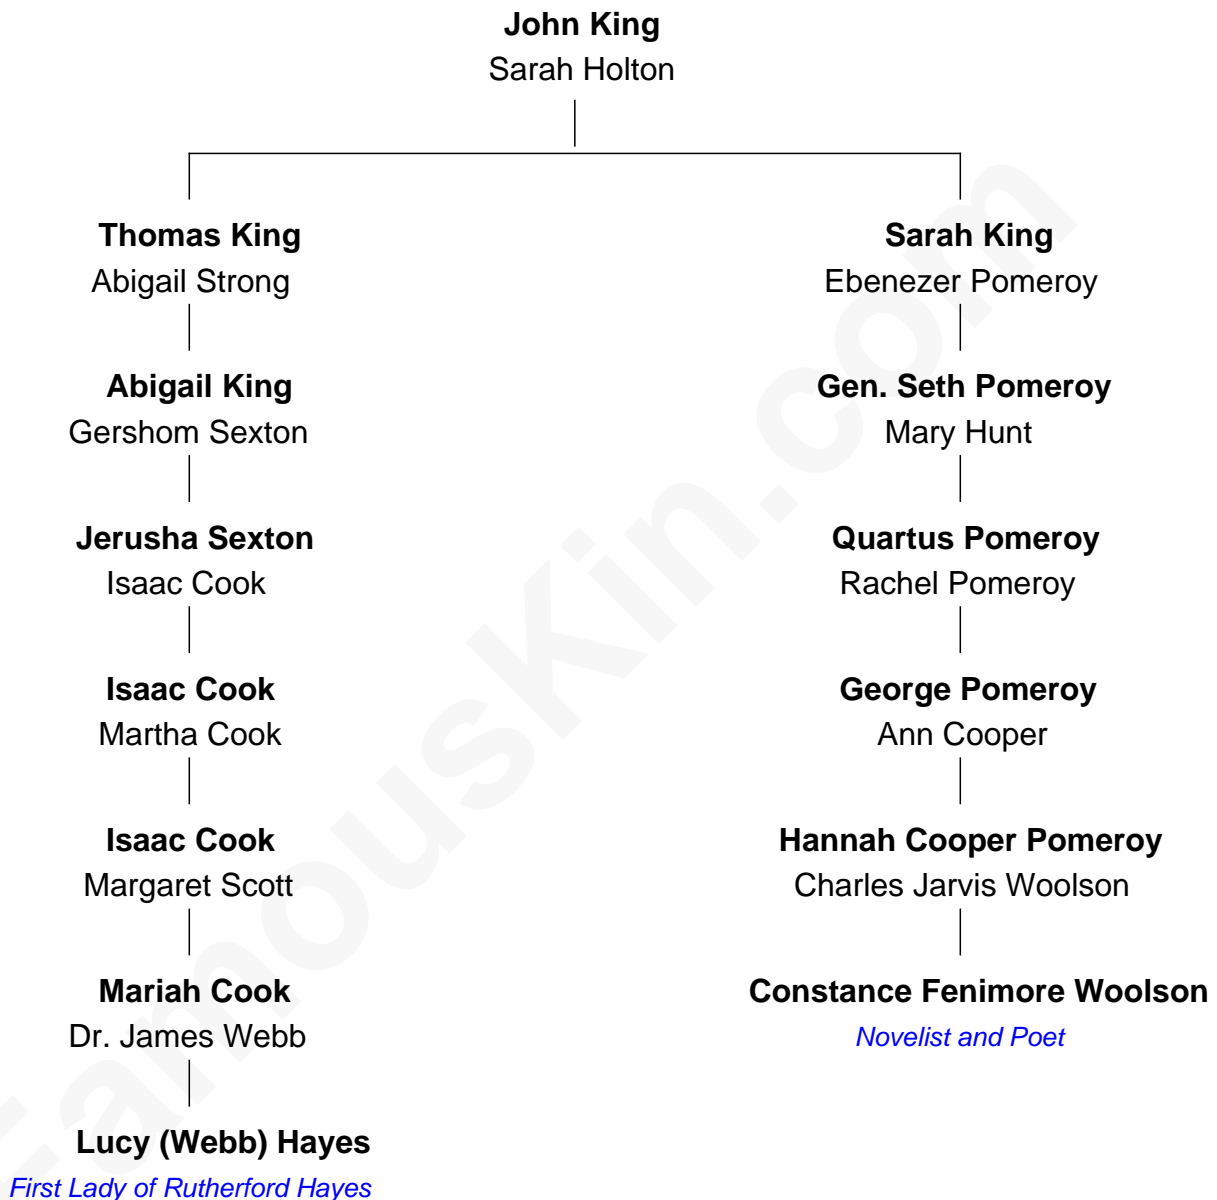 John King
Sarah Holton
Thomas King
Abigail Strong
Sarah King
Ebenezer Pomeroy
Abigail King
Gershom Sexton
Gen. Seth Pomeroy
Mary Hunt
Jerusha Sexton
Isaac Cook
Quartus Pomeroy
Rachel Pomeroy
Isaac Cook
Martha Cook
George Pomeroy
Ann Cooper
Isaac Cook
Margaret Scott
Hannah Cooper Pomeroy
Charles Jarvis Woolson
Mariah Cook
Dr. James Webb
Constance Fenimore Woolson
Novelist and Poet
Lucy (Webb) Hayes
First Lady of Rutherford Hayes
FamousKin.com